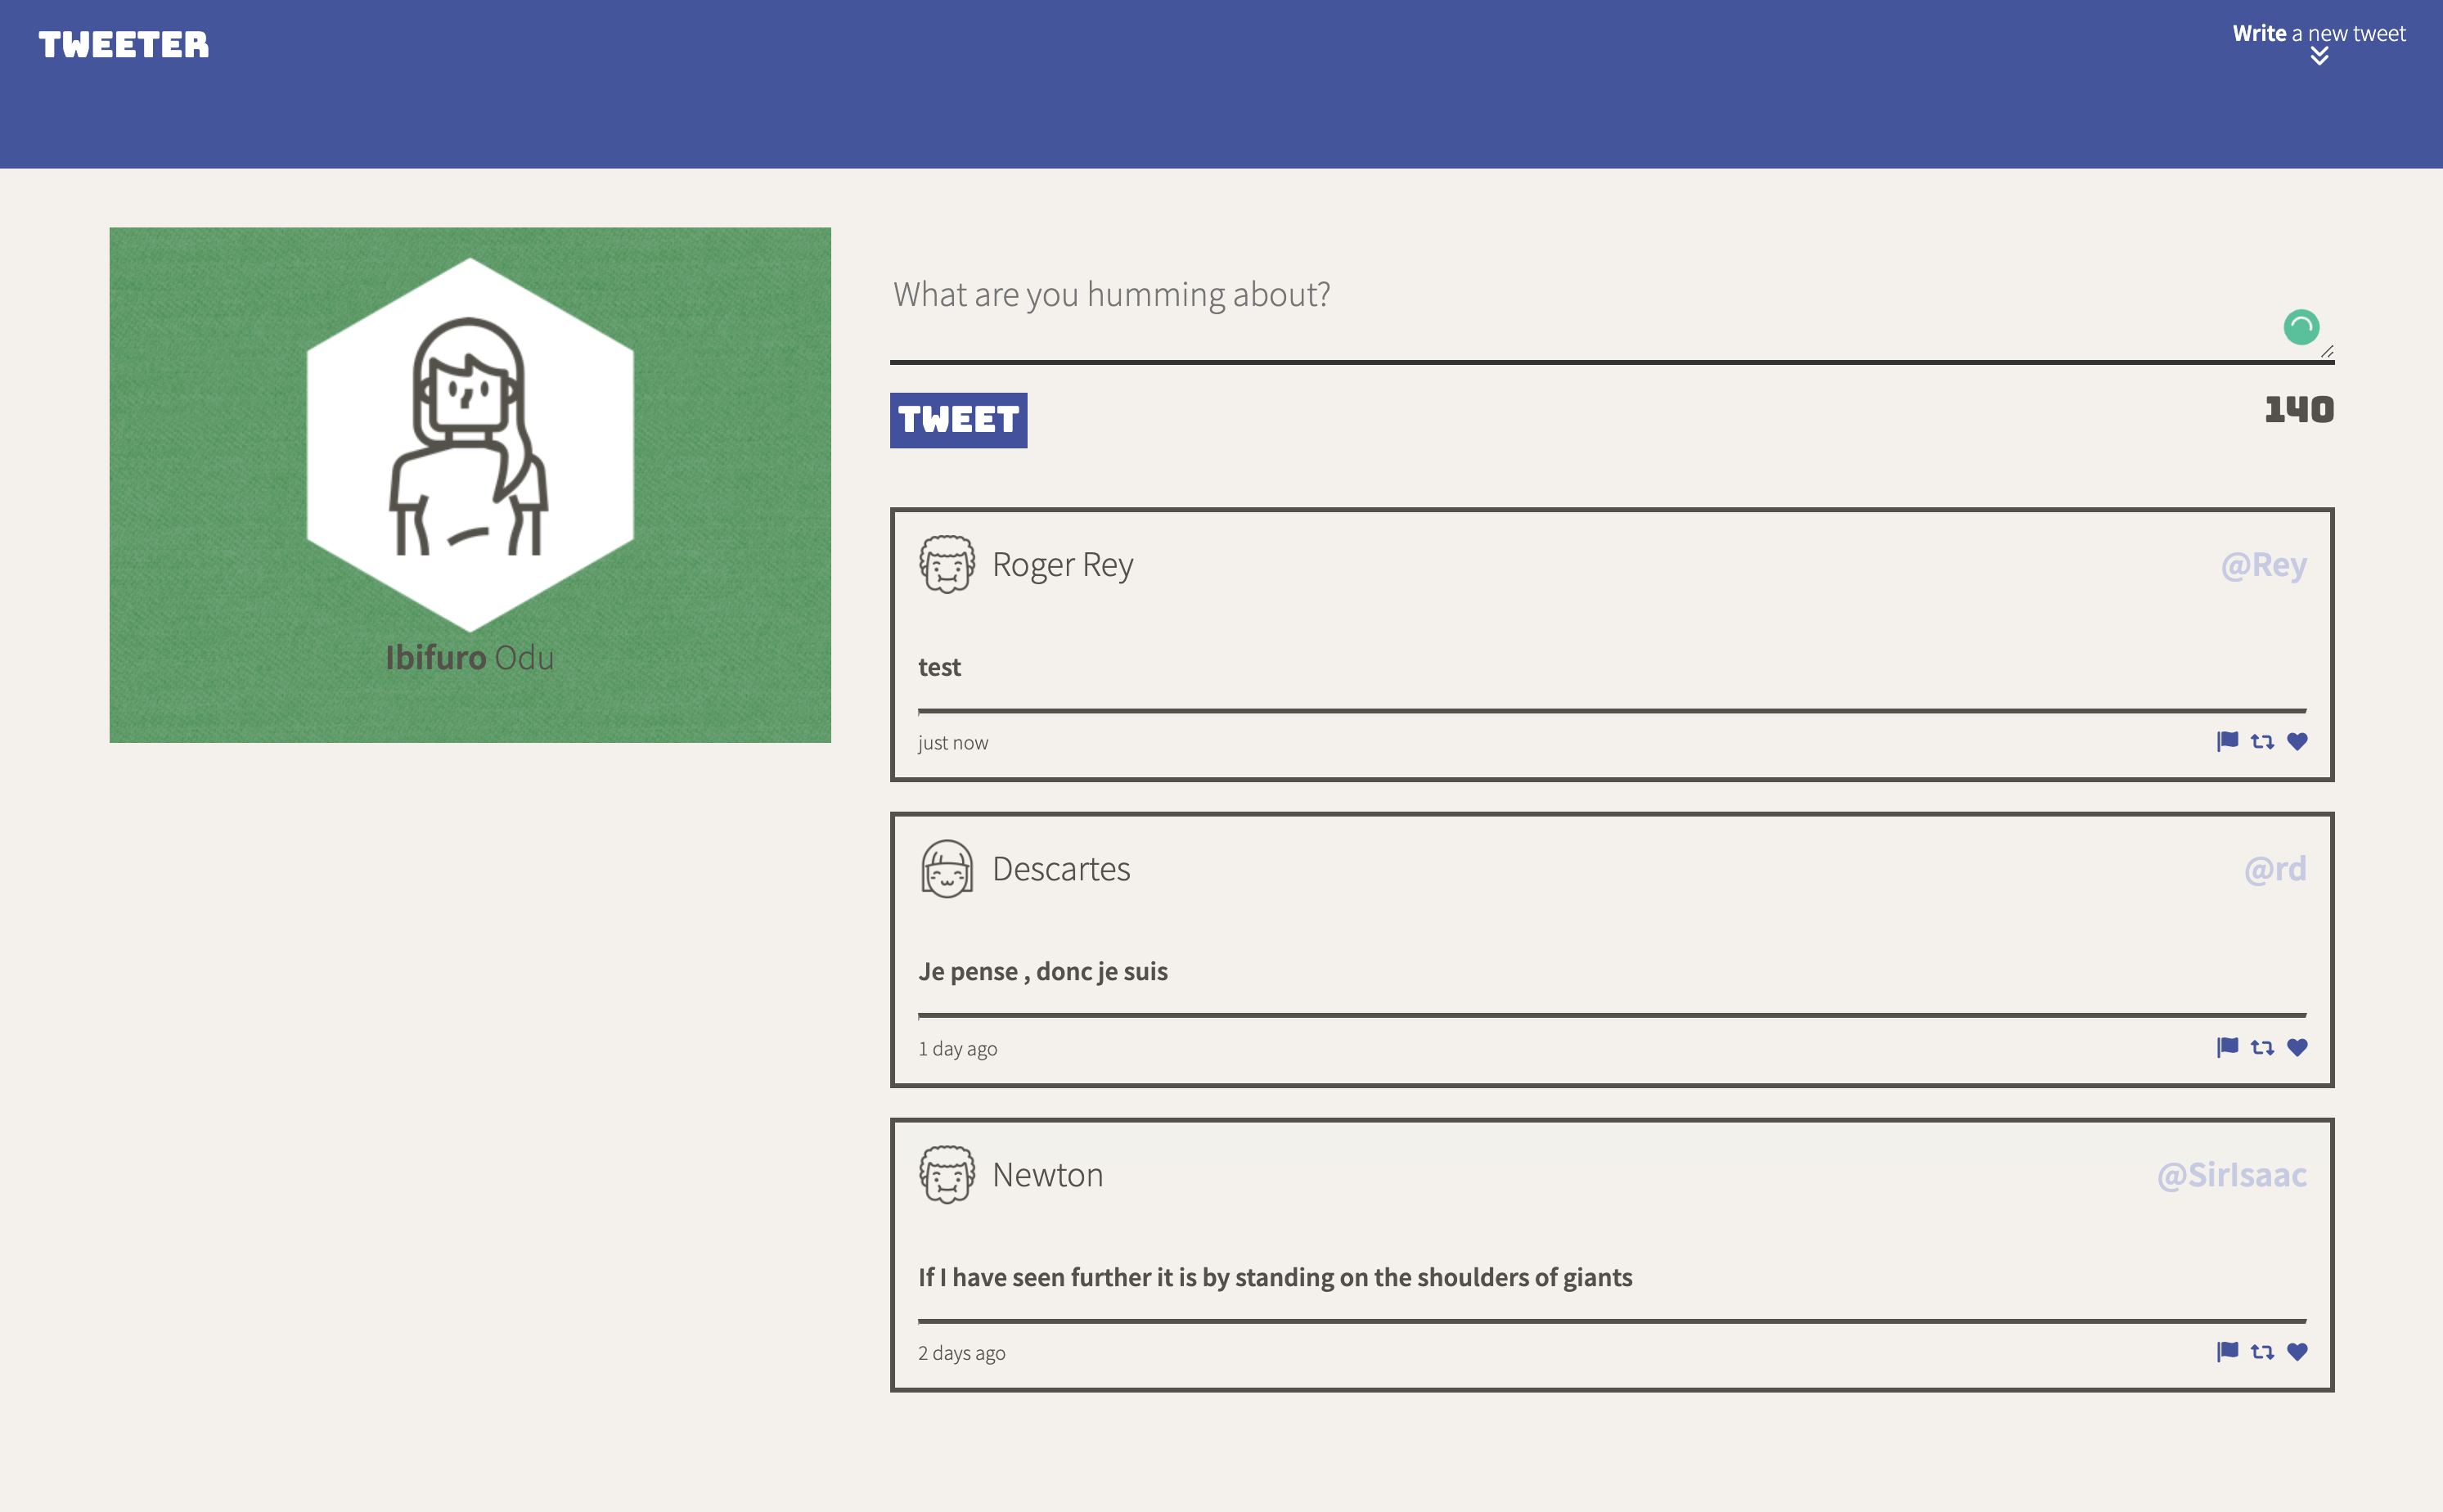 TWEETER
Write a new tweet
Ibifuro Odu
What are you humming about?
TWEET
140
Roger Rey
@Rey
test
just now
Descartes
@rd
Je pense , donc je suis
1 day ago
Newton
@SirIsaac
If I have seen further it is by standing on the shoulders of giants
2 days ago